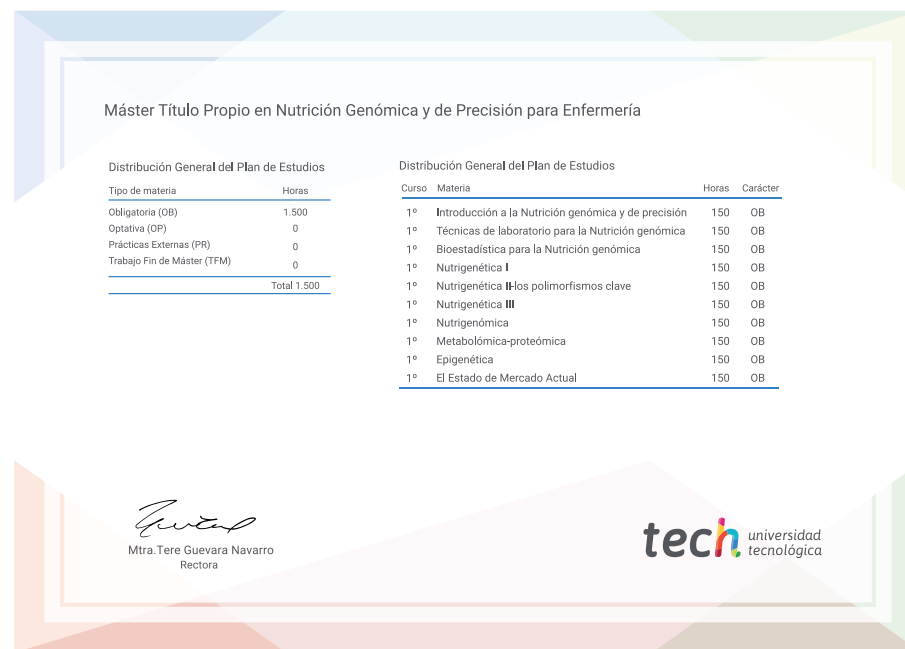 Máster Título Propio en Nutrición Genómica y de Precisión para Enfermería
Distribución General del Plan de Estudios
Tipo de materia Horas
Obligatoria (OB) 1.500
Optativa (OP) 0
Prácticas Externas (PR) 0
Trabajo Fin de Máster (TFM) 0
Total 1.500
Distribución General del Plan de Estudios
Curso Materia Horas Carácter
1º Introducción a la Nutrición genómica y de precisión 150 OB
1º Técnicas de laboratorio para la Nutrición genómica 150 OB
1º Bioestadística para la Nutrición genómica 150 OB
1º Nutrigenética I 150 OB
1º Nutrigenética II-los polimorfismos clave 150 OB
1º Nutrigenética III 150 OB
1º Nutrigenómica 150 OB
1º Metabolómica-proteómica 150 OB
1º Epigenética 150 OB
1º El Estado de Mercado Actual 150 OB
Mtra.Tere Guevara Navarro
Rectora
tech universidad
tecnológica